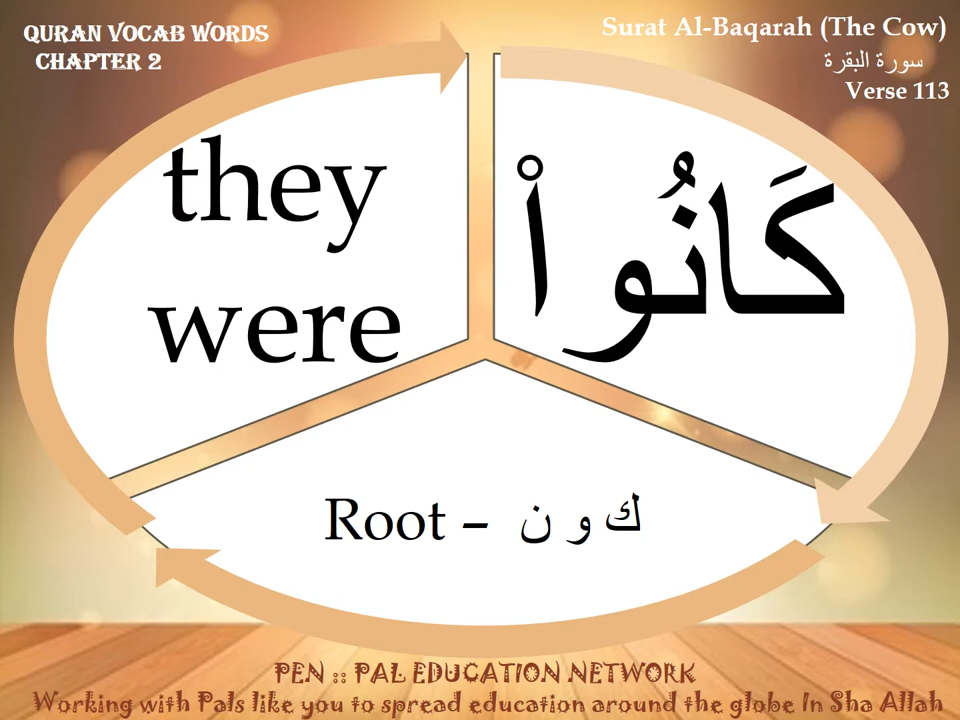 QURAN VOCAB WORDS
CHAPTER 2
Surat Al-Baqarah (The Cow)
سورة البقرة
Verse 113
they
were
كَانُواْ
Root – ك و ن
PEN :: PAL EDUCATION NETWORK
Working with Pals like you to spread education around the globe In Sha Allah